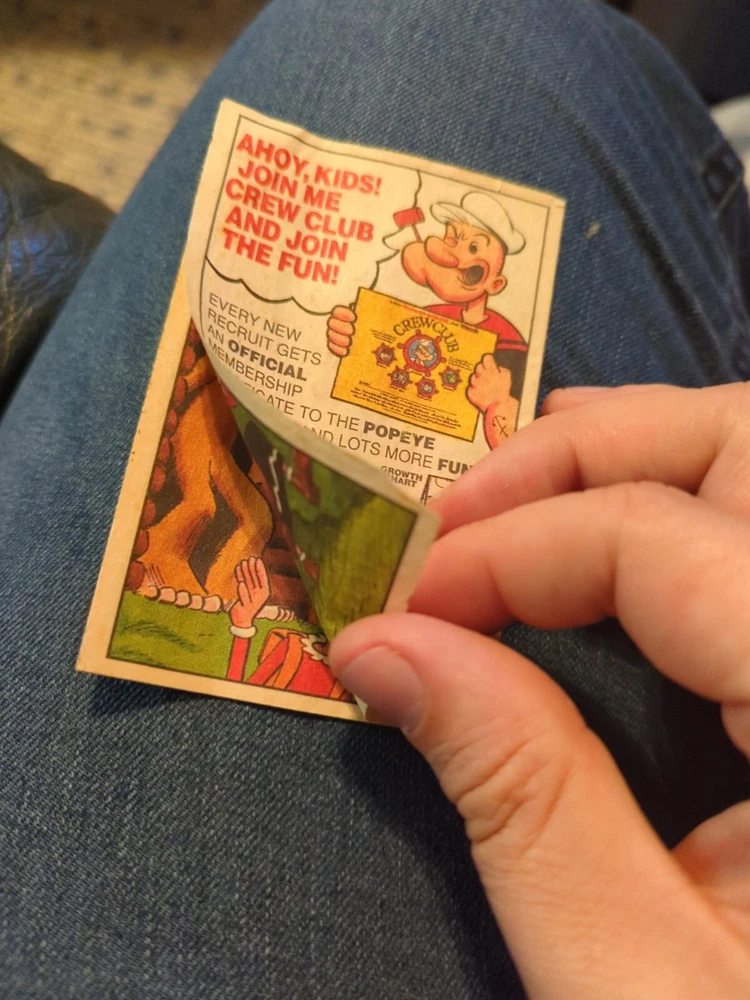 AHOY, KIDS!
JOIN ME
CREW CLUB
AND JOIN
THE FUN!
EVERY NEW
RECRUIT GETS
AN OFFICIAL
MEMBERSHIP
TO THE POPEYE
AND LOTS MORE FUN
GROWTH
CREWCLUB